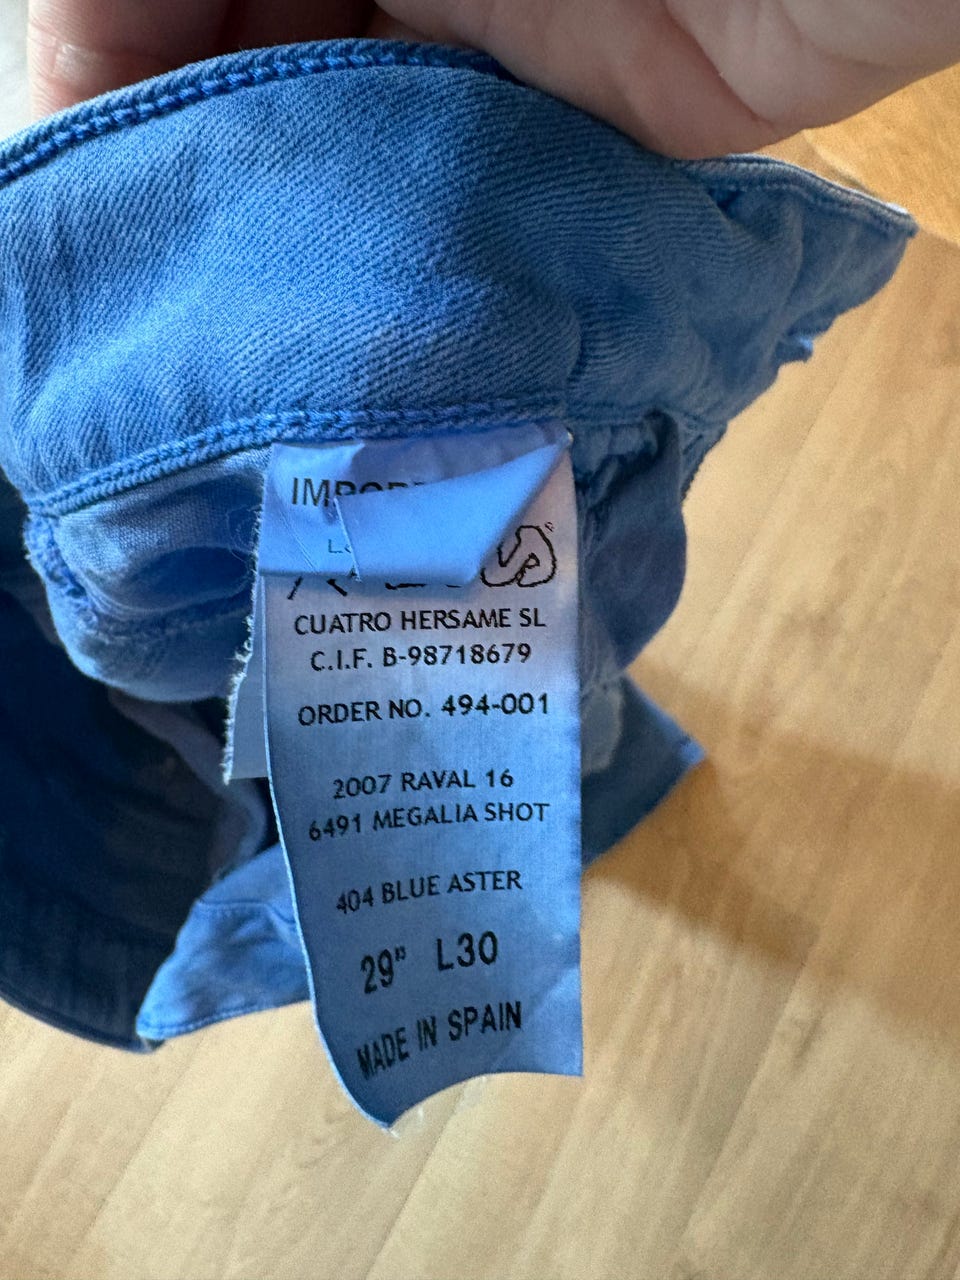 CUATRO HERSAME SL
C.I.F. B-98718679
ORDER NO. 494-001
2007 RAVAL 16
6491 MEGALIA SHOT
404 BLUE ASTER
29" L30
MADE IN SPAIN